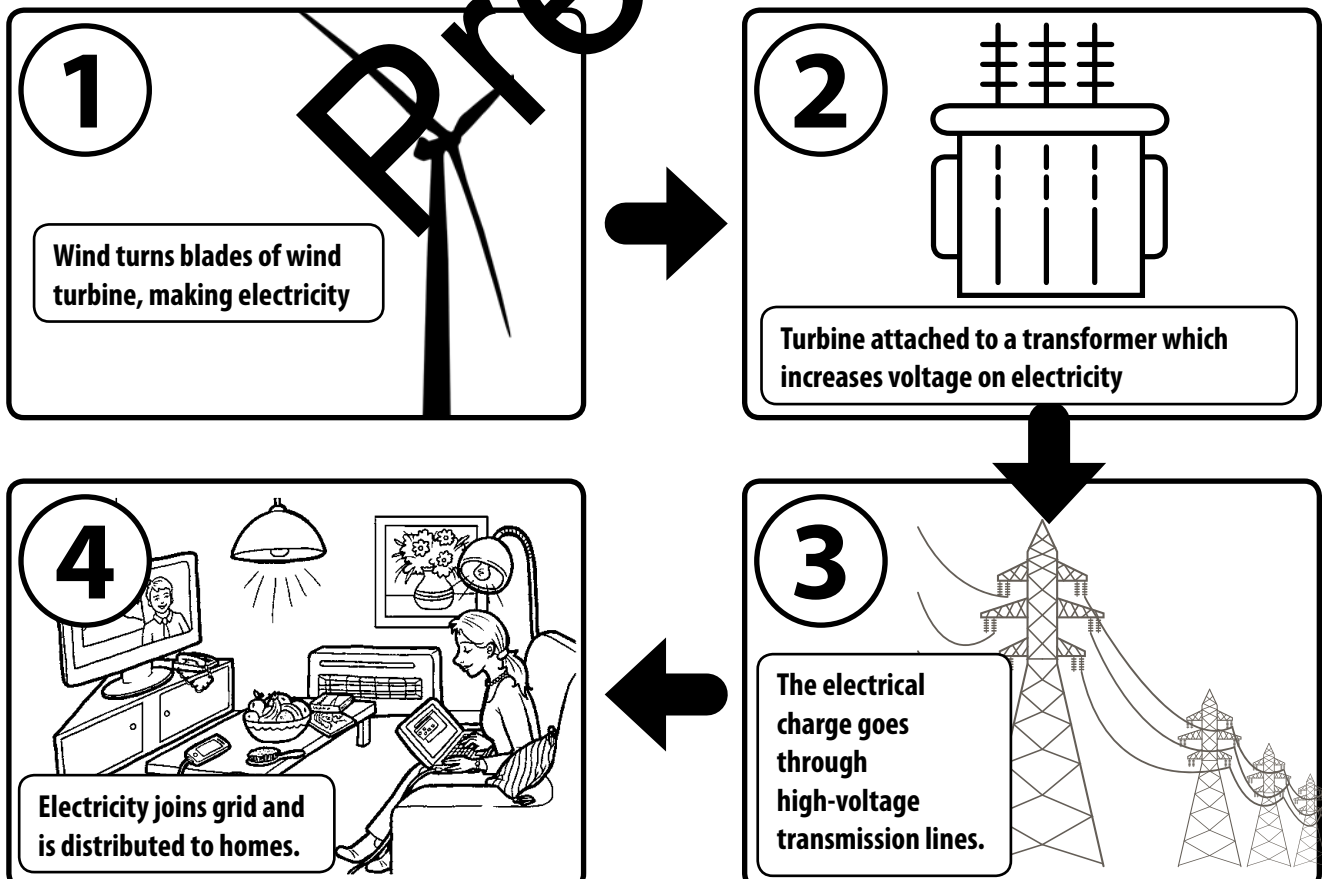 Pre
1
Wind turns blades of wind
turbine, making electricity
2
Turbine attached to a transformer which
increases voltage on electricity
3
The electrical
charge goes
through
high-voltage
transmission lines.
4
Electricity joins grid and
is distributed to homes.